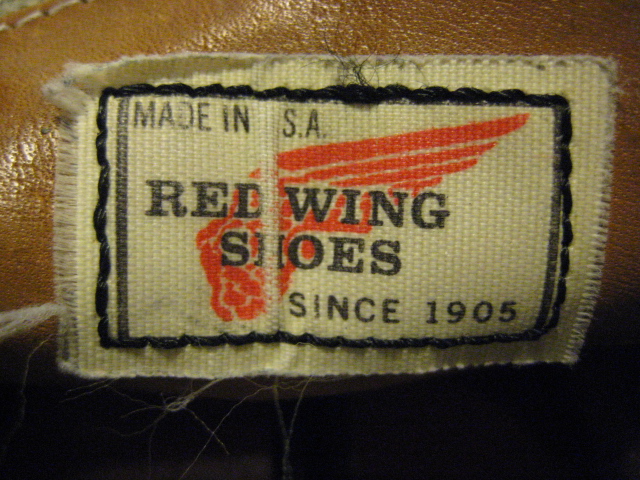 MADE IN S.A.
RED WING
SHOES
SINCE 1905